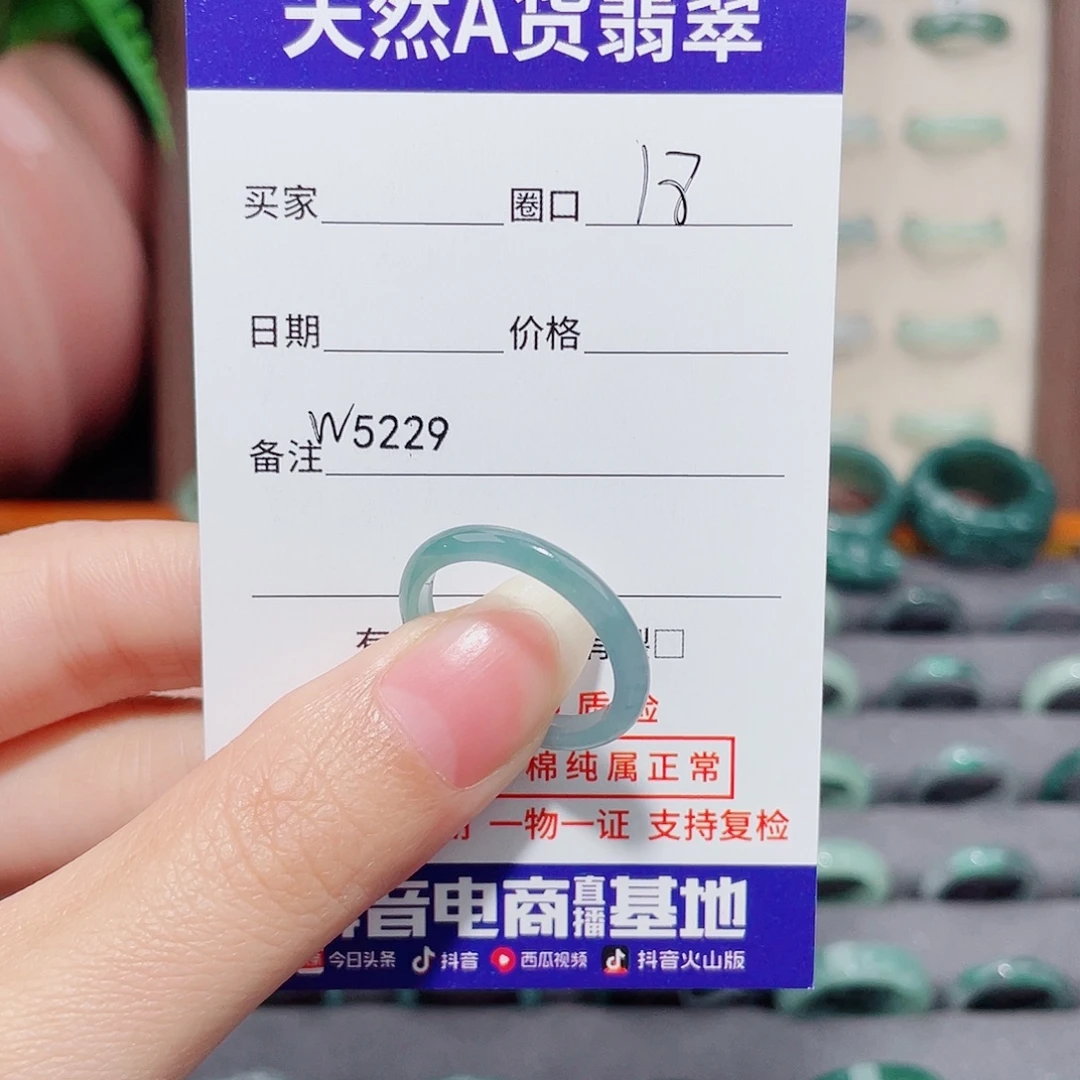 天然A货翡翠
买家 圈口
日期 价格
备注 W5229
有
质检
棉纯属正常
一物一证 支持复检
音电商直播基地
今日头条 抖音 西瓜视频 抖音火山版